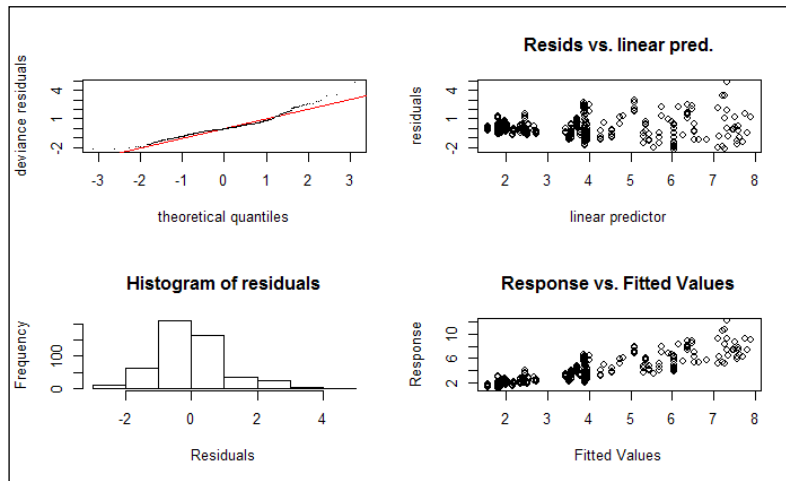 deviance residuals
-2 1 4
-3 -2 -1 0 1 2 3
theoretical quantiles
Resids vs. linear pred.
residuals
-2 1 4
2 3 4 5 6 7 8
linear predictor
Histogram of residuals
Frequency
0 100
-2 0 2 4
Residuals
Response vs. Fitted Values
Response
2 6 10
2 3 4 5 6 7 8
Fitted Values